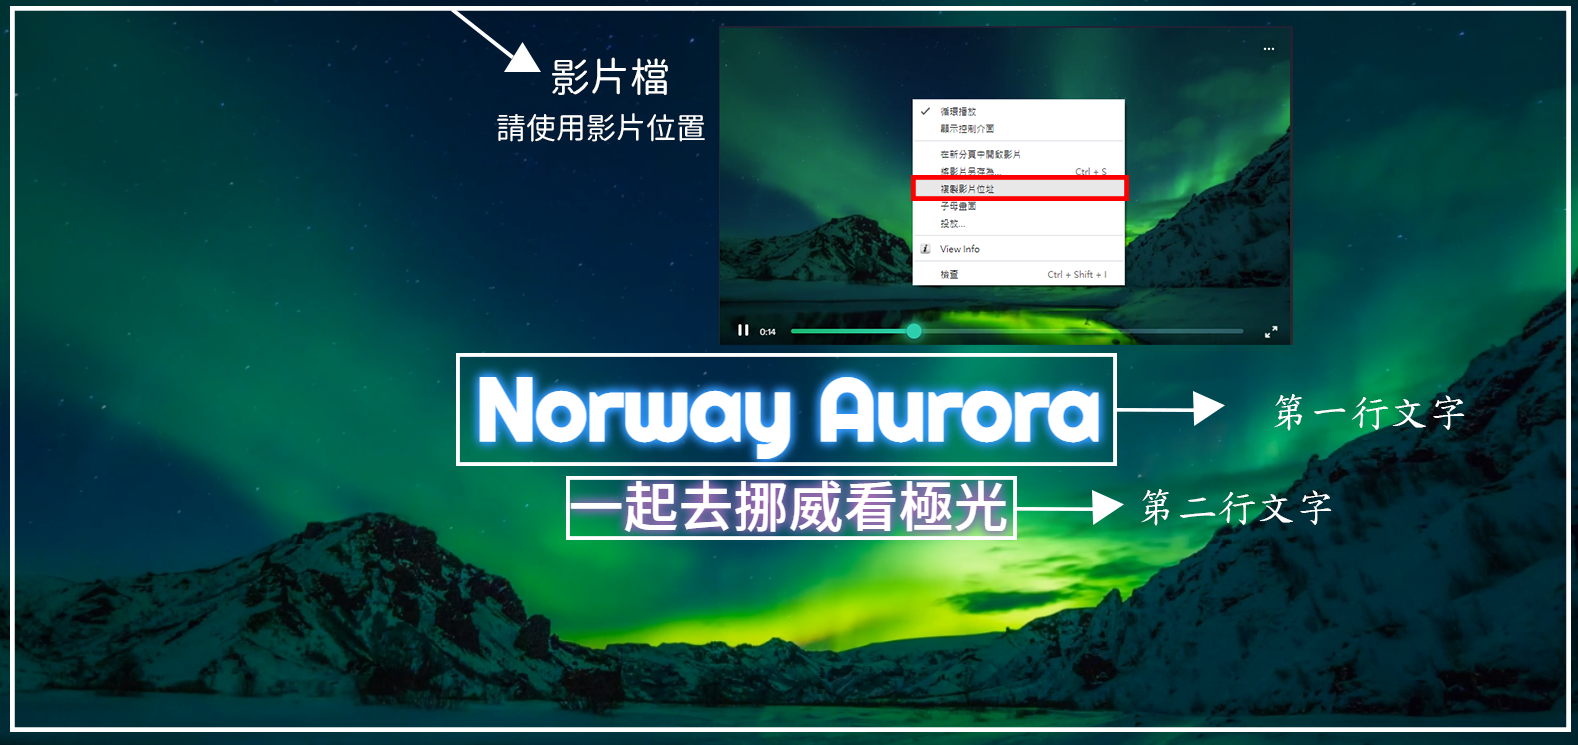 影片檔
請使用影片位置
循環播放
顯示控制介面
在新分頁中開啟影片
將影片另存為... Ctrl + S
複製影片位址
子母畫面
投放...
View Info
檢查 Ctrl + Shift + I
0:14
Norway Aurora
第一行文字
一起去挪威看極光
第二行文字